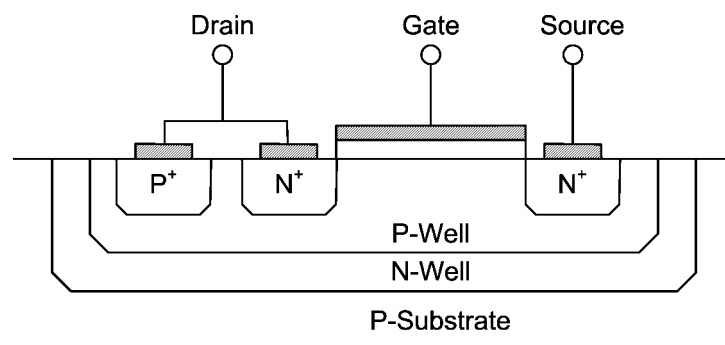 Drain Gate Source
P+ N+ N+
P-Well
N-Well
P-Substrate